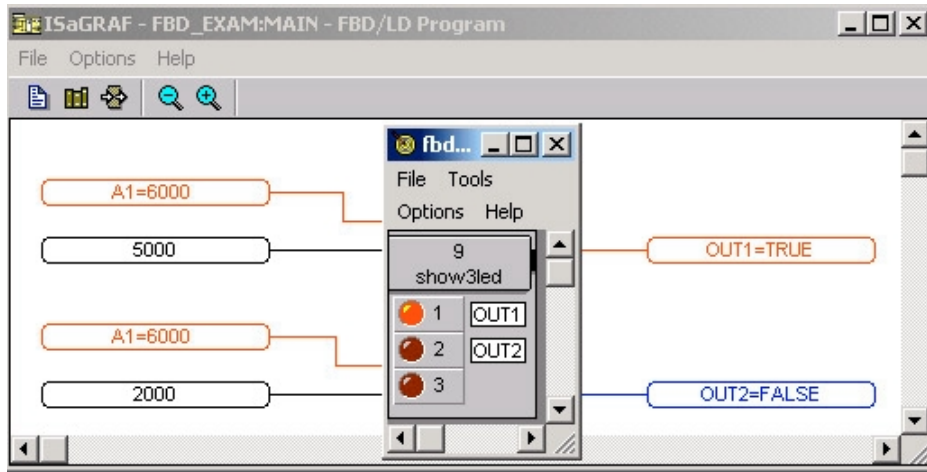 ISaGRAF - FBD_EXAM:MAIN - FBD/LD Program
File Options Help
A1=6000
5000
A1=6000
2000
fbd...
File Tools
Options Help
9
show3led
1 OUT1
2 OUT2
3
OUT1=TRUE
OUT2=FALSE